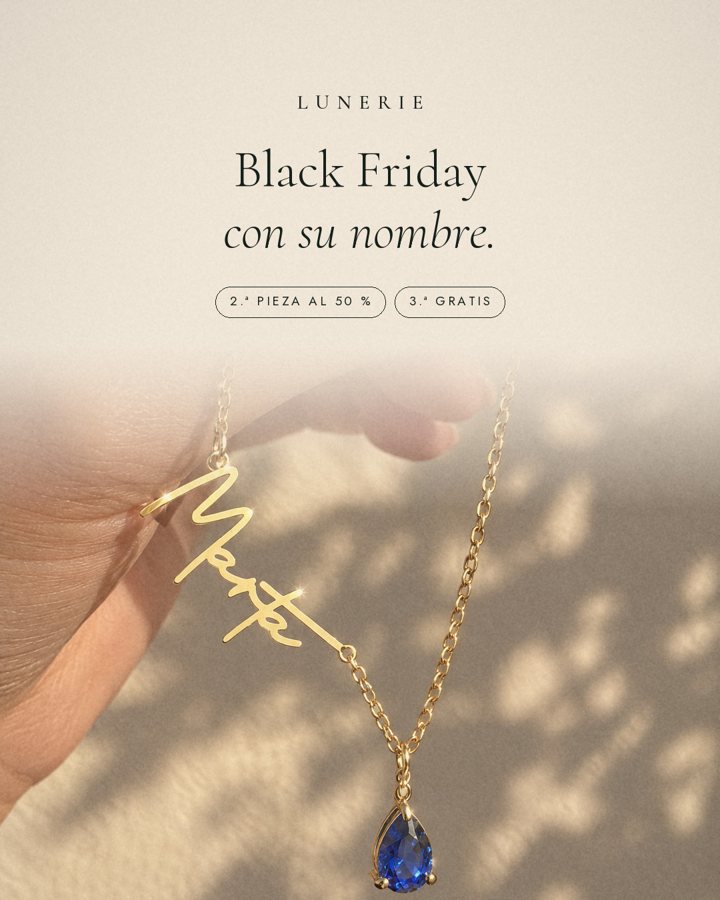 LUNERIE
Black Friday
con su nombre.
2.ª PIEZA AL 50 %
3.ª GRATIS
Marta